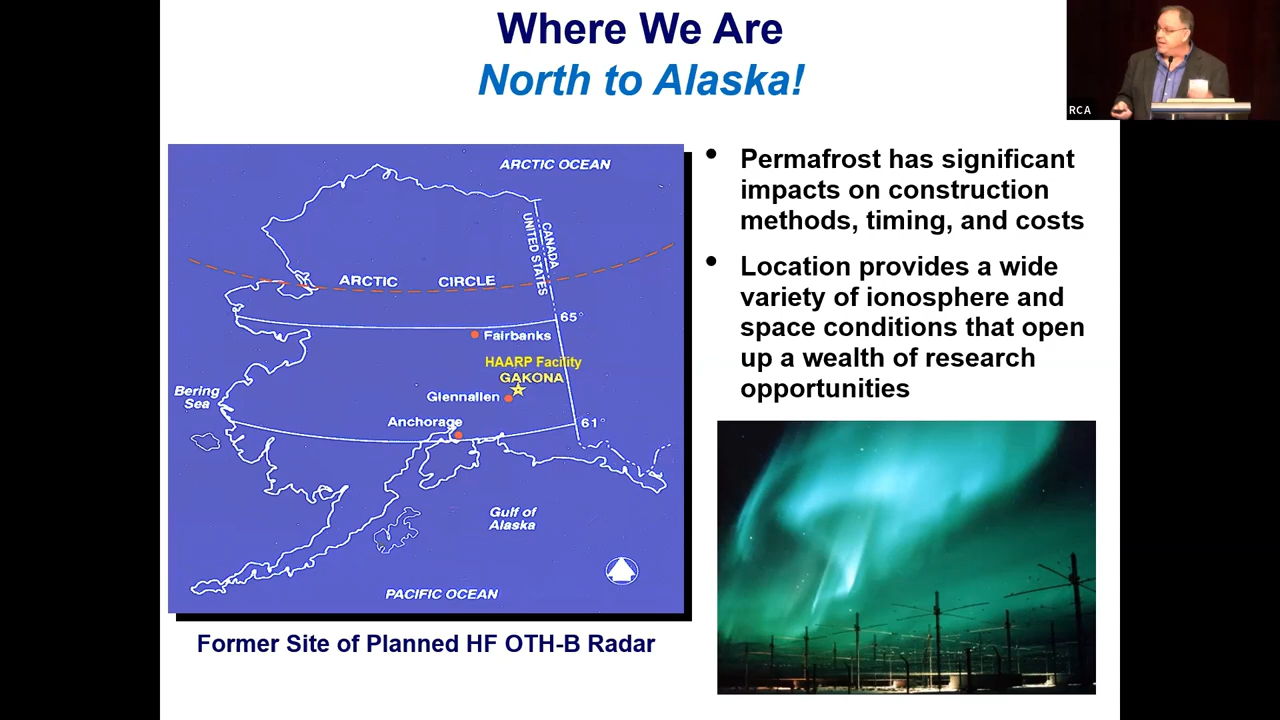 Where We Are
North to Alaska!
RCA
ARCTIC OCEAN
CANADA
UNITED STATES
ARCTIC CIRCLE
65°
Fairbanks
HAARP Facility
GAKONA
Glennallen
Bering
Sea
Anchorage
61°
Gulf of
Alaska
PACIFIC OCEAN
Former Site of Planned HF OTH-B Radar
• Permafrost has significant
impacts on construction
methods, timing, and costs
• Location provides a wide
variety of ionosphere and
space conditions that open
up a wealth of research
opportunities